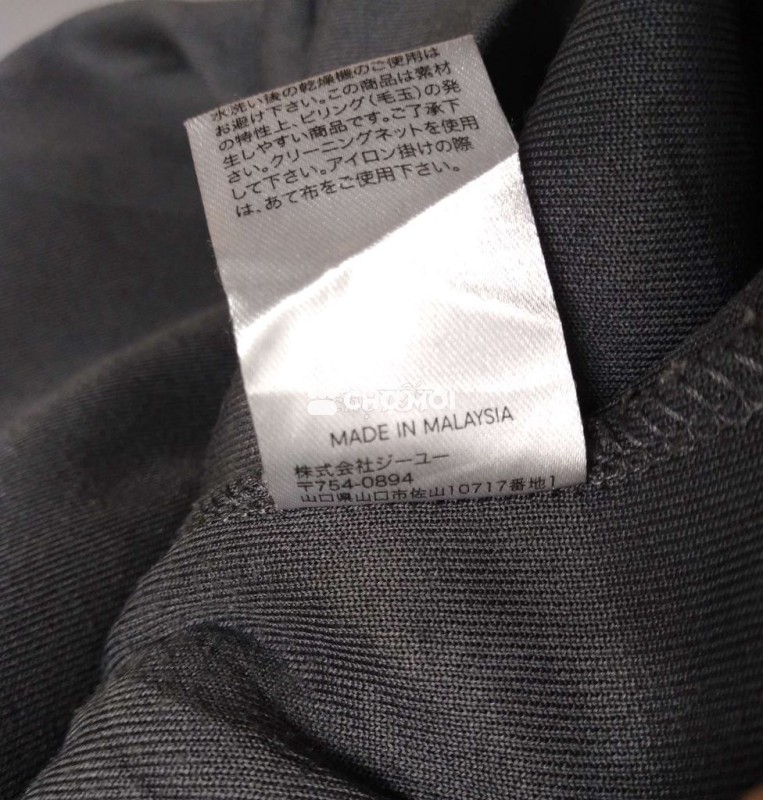 水洗い後の乾燥機のご使用は
お避け下さい。この商品は素材
の特性上、ピリング(毛玉)の発
生しやすい商品です。ご了承下
さい。クリーニングネットを使用
して下さい。アイロン掛けの際
は、あて布をご使用下さい。
CHỢTỐT
MADE IN MALAYSIA
株式会社ジーユー
〒754-0894
山口県山口市佐山10717番地1